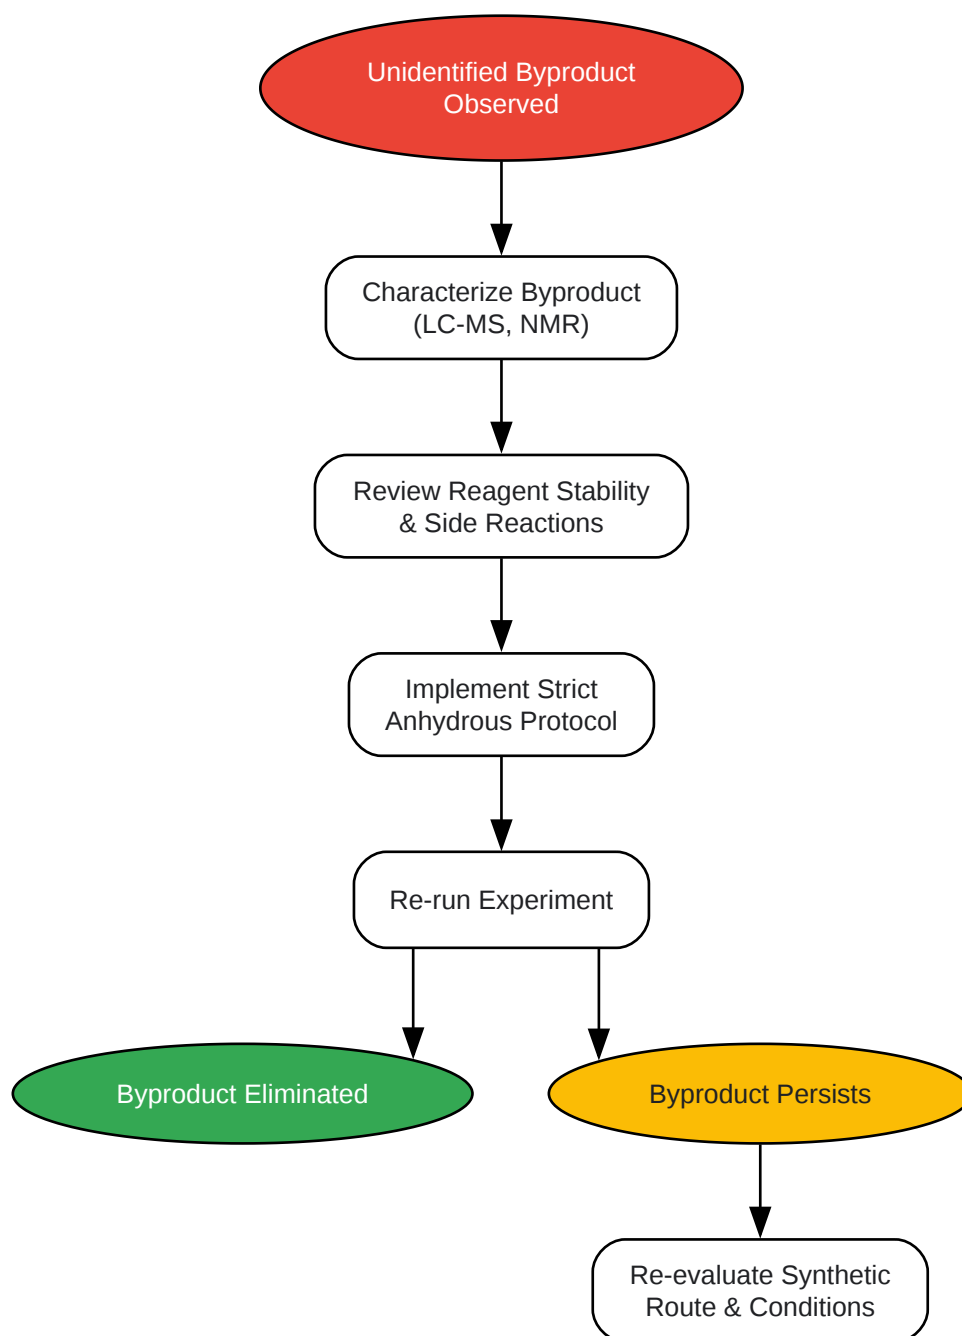 Unidentified Byproduct
Observed
Characterize Byproduct
(LC-MS, NMR)
Review Reagent Stability
& Side Reactions
Implement Strict
Anhydrous Protocol
Re-run Experiment
Byproduct Eliminated
Byproduct Persists
Re-evaluate Synthetic
Route & Conditions